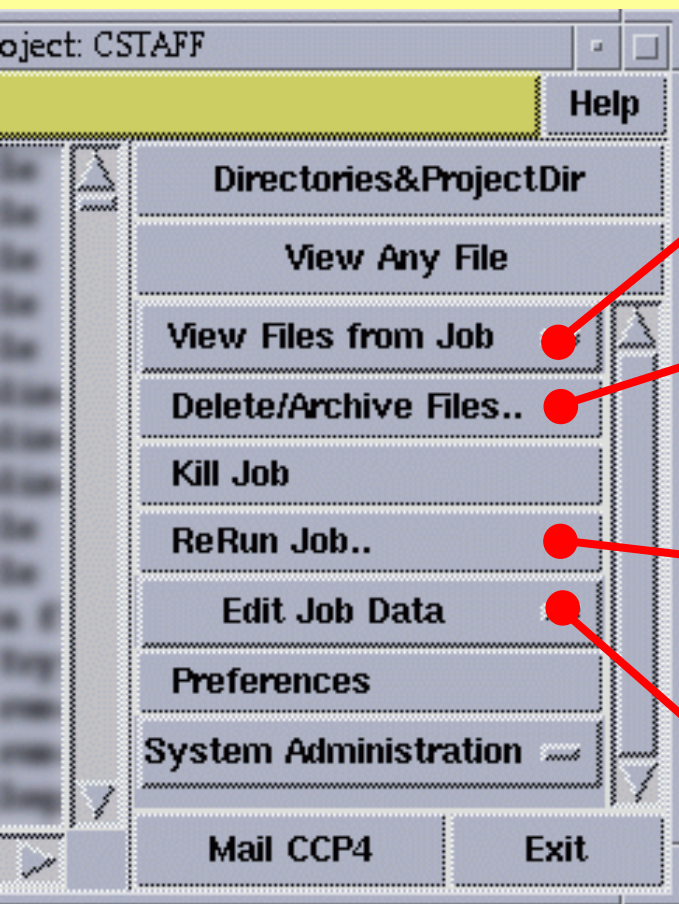 oject: CSTAFF
Help
Directories&ProjectDir
View Any File
View Files from Job
Delete/Archive Files..
Kill Job
ReRun Job..
Edit Job Data
Preferences
System Administration
Mail CCP4
Exit